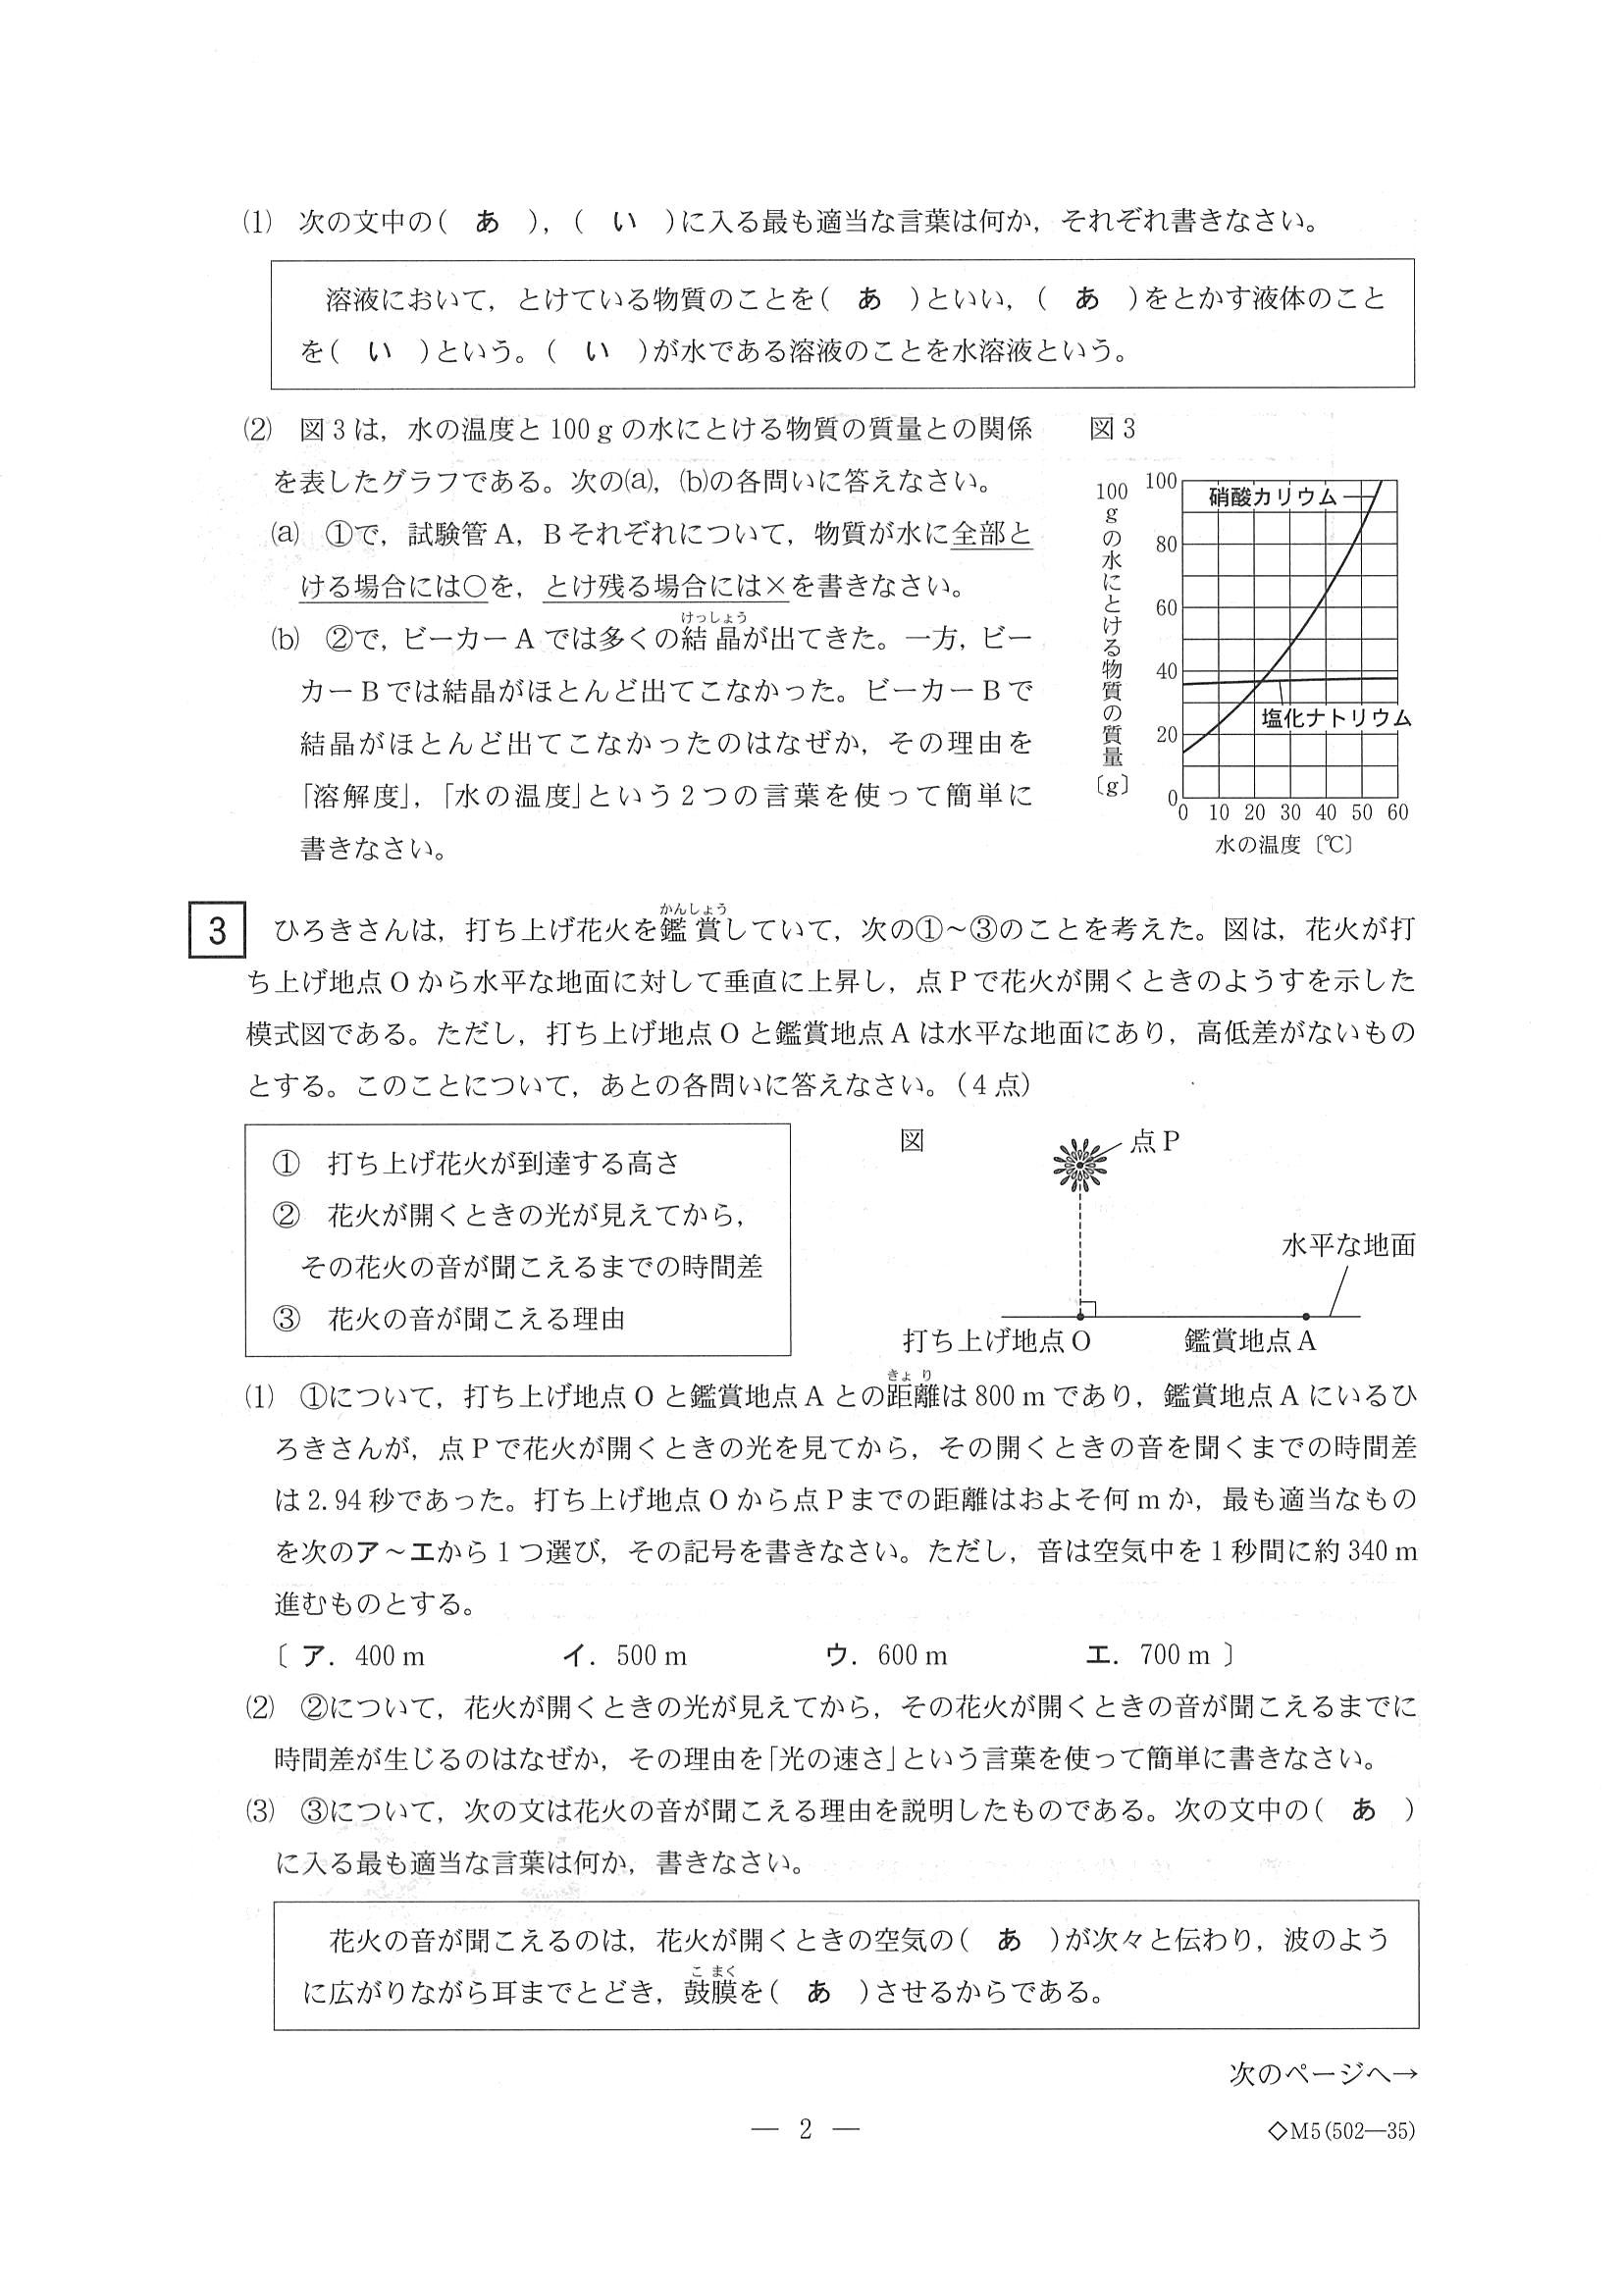 (1) 次の文中の( あ ),( い )に入る最も適当な言葉は何か,それぞれ書きなさい。
溶液において,とけている物質のことを( あ )といい,( あ )をとかす液体のこと
を( い )という。( い )が水である溶液のことを水溶液という。
(2) 図3は,水の温度と100gの水にとける物質の質量との関係
を表したグラフである。次の(a),(b)の各問いに答えなさい。
(a) ①で,試験管A,Bそれぞれについて,物質が水に全部と
ける場合には○を,とけ残る場合には×を書きなさい。
けっしょう
(b) ②で,ビーカーAでは多くの結晶が出てきた。一方,ビー
カーBでは結晶がほとんど出てこなかった。ビーカーBで
結晶がほとんど出てこなかったのはなぜか,その理由を
「溶解度」,「水の温度」という2つの言葉を使って簡単に
書きなさい。
図3
100gの水にとける物質の質量〔g〕
100
80
60
40
20
0
硝酸カリウム
塩化ナトリウム
0 10 20 30 40 50 60
水の温度〔℃〕
かんしょう
3 ひろきさんは,打ち上げ花火を鑑賞していて,次の①~③のことを考えた。図は,花火が打
ち上げ地点Oから水平な地面に対して垂直に上昇し,点Pで花火が開くときのようすを示した
模式図である。ただし,打ち上げ地点Oと鑑賞地点Aは水平な地面にあり,高低差がないもの
とする。このことについて,あとの各問いに答えなさい。(4点)
① 打ち上げ花火が到達する高さ
② 花火が開くときの光が見えてから,
その花火の音が聞こえるまでの時間差
③ 花火の音が聞こえる理由
図
点P
水平な地面
打ち上げ地点O
鑑賞地点A
きょり
(1) ①について,打ち上げ地点Oと鑑賞地点Aとの距離は800mであり,鑑賞地点Aにいるひ
ろきさんが,点Pで花火が開くときの光を見てから,その開くときの音を聞くまでの時間差
は2.94秒であった。打ち上げ地点Oから点Pまでの距離はおよそ何mか,最も適当なもの
を次のア~エから1つ選び,その記号を書きなさい。ただし,音は空気中を1秒間に約340m
進むものとする。
〔 ア.400m イ.500m ウ.600m エ.700m 〕
(2) ②について,花火が開くときの光が見えてから,その花火が開くときの音が聞こえるまでに
時間差が生じるのはなぜか,その理由を「光の速さ」という言葉を使って簡単に書きなさい。
(3) ③について,次の文は花火の音が聞こえる理由を説明したものである。次の文中の( あ )
に入る最も適当な言葉は何か,書きなさい。
花火の音が聞こえるのは,花火が開くときの空気の( あ )が次々と伝わり,波のよう
こまく
に広がりながら耳までとどき,鼓膜を( あ )させるからである。
次のページへ→
― 2 ―
◇M5(502―35)